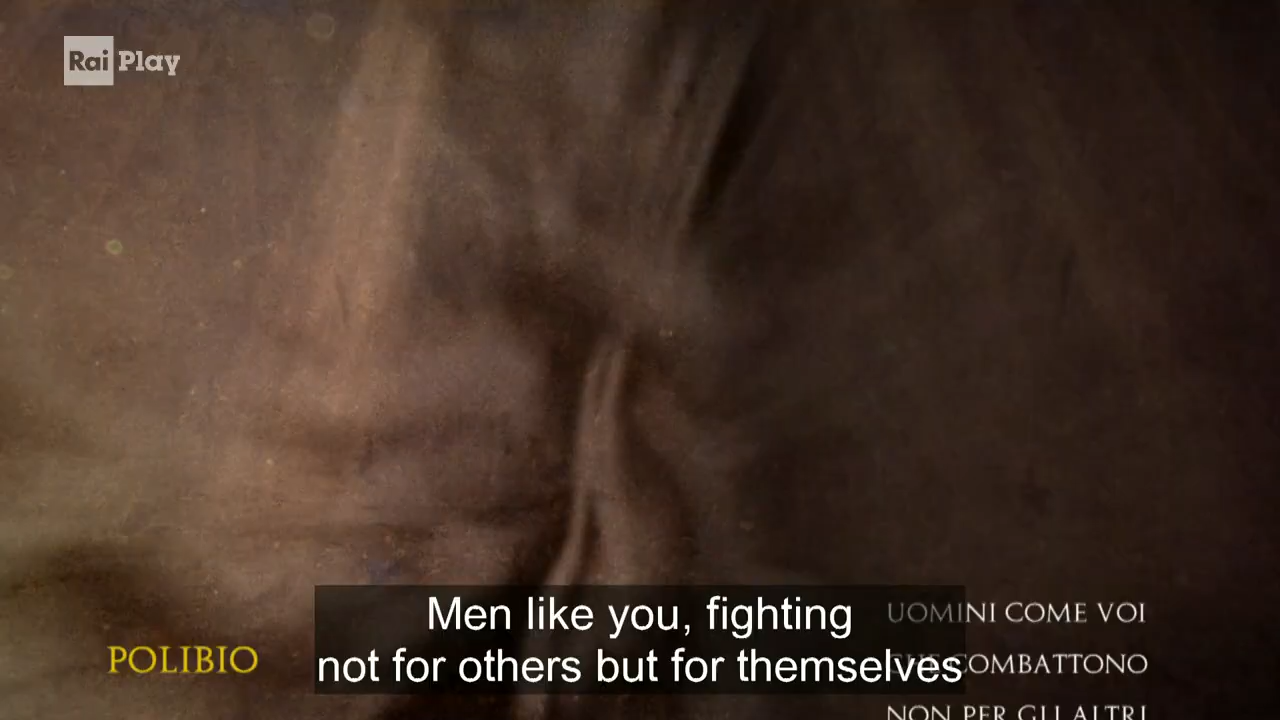 Rai Play
Men like you, fighting
not for others but for themselves
POLIBIO
UOMINI COME VOI
CHE COMBATTONO
NON PER GLI ALTRI